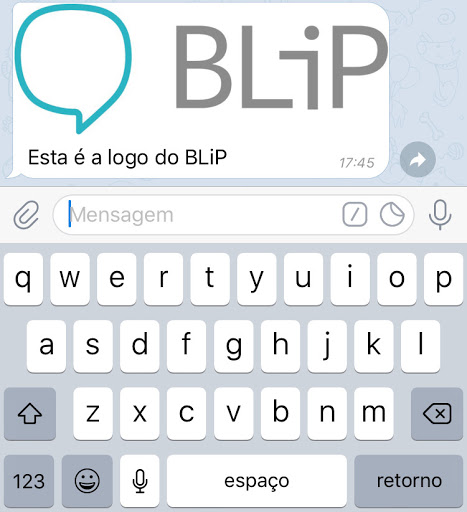 BLiP
Esta é a logo do BLiP
17:45
Mensagem
q w e r t y u i o p
a s d f g h j k l
z x c v b n m
123 espaço retorno